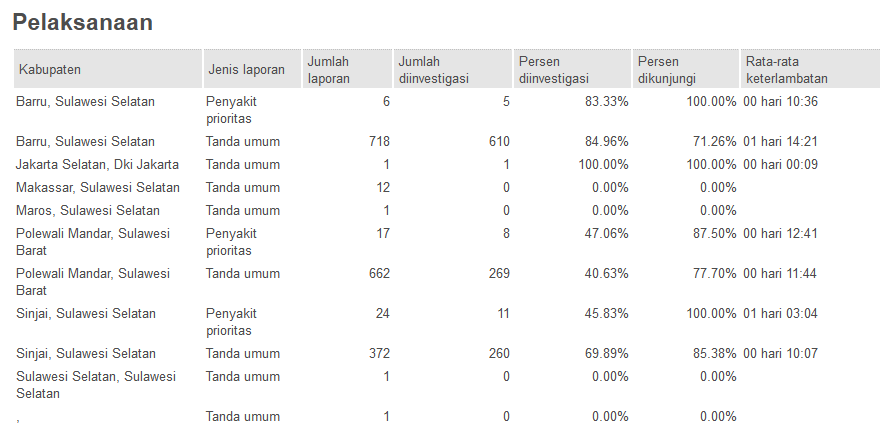 Pelaksanaan
Kabupaten Jenis laporan Jumlah laporan Jumlah diinvestigasi Persen diinvestigasi Persen dikunjungi Rata-rata keterlambatan
Barru, Sulawesi Selatan Penyakit prioritas 6 5 83.33% 100.00% 00 hari 10:36
Barru, Sulawesi Selatan Tanda umum 718 610 84.96% 71.26% 01 hari 14:21
Jakarta Selatan, Dki Jakarta Tanda umum 1 1 100.00% 100.00% 00 hari 00:09
Makassar, Sulawesi Selatan Tanda umum 12 0 0.00% 0.00%
Maros, Sulawesi Selatan Tanda umum 1 0 0.00% 0.00%
Polewali Mandar, Sulawesi Barat Penyakit prioritas 17 8 47.06% 87.50% 00 hari 12:41
Polewali Mandar, Sulawesi Barat Tanda umum 662 269 40.63% 77.70% 00 hari 11:44
Sinjai, Sulawesi Selatan Penyakit prioritas 24 11 45.83% 100.00% 01 hari 03:04
Sinjai, Sulawesi Selatan Tanda umum 372 260 69.89% 85.38% 00 hari 10:07
Sulawesi Selatan, Sulawesi Selatan Tanda umum 1 0 0.00% 0.00%
, Tanda umum 1 0 0.00% 0.00%